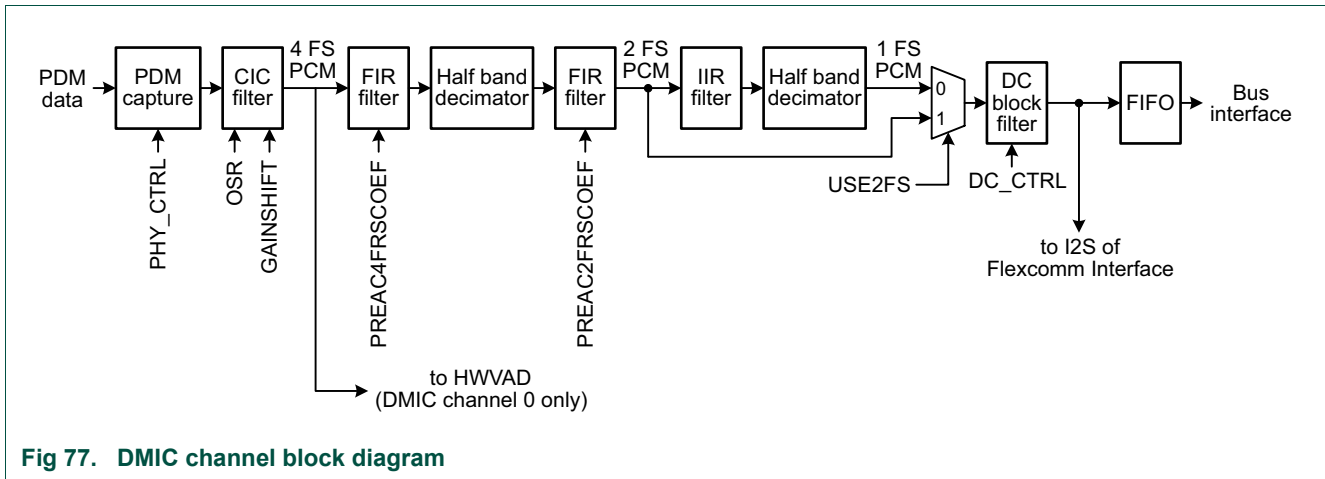 PDM
data
PDM
capture
CIC
filter
4 FS
PCM
FIR
filter
Half band
decimator
FIR
filter
2 FS
PCM
IIR
filter
Half band
decimator
1 FS
PCM
0
1
DC
block
filter
FIFO
Bus
interface
PHY_CTRL
OSR
GAINSHIFT
PREAC4FRSCOEF
PREAC2FRSCOEF
USE2FS
DC_CTRL
to I2S of
Flexcomm Interface
to HWVAD
(DMIC channel 0 only)
Fig 77. DMIC channel block diagram